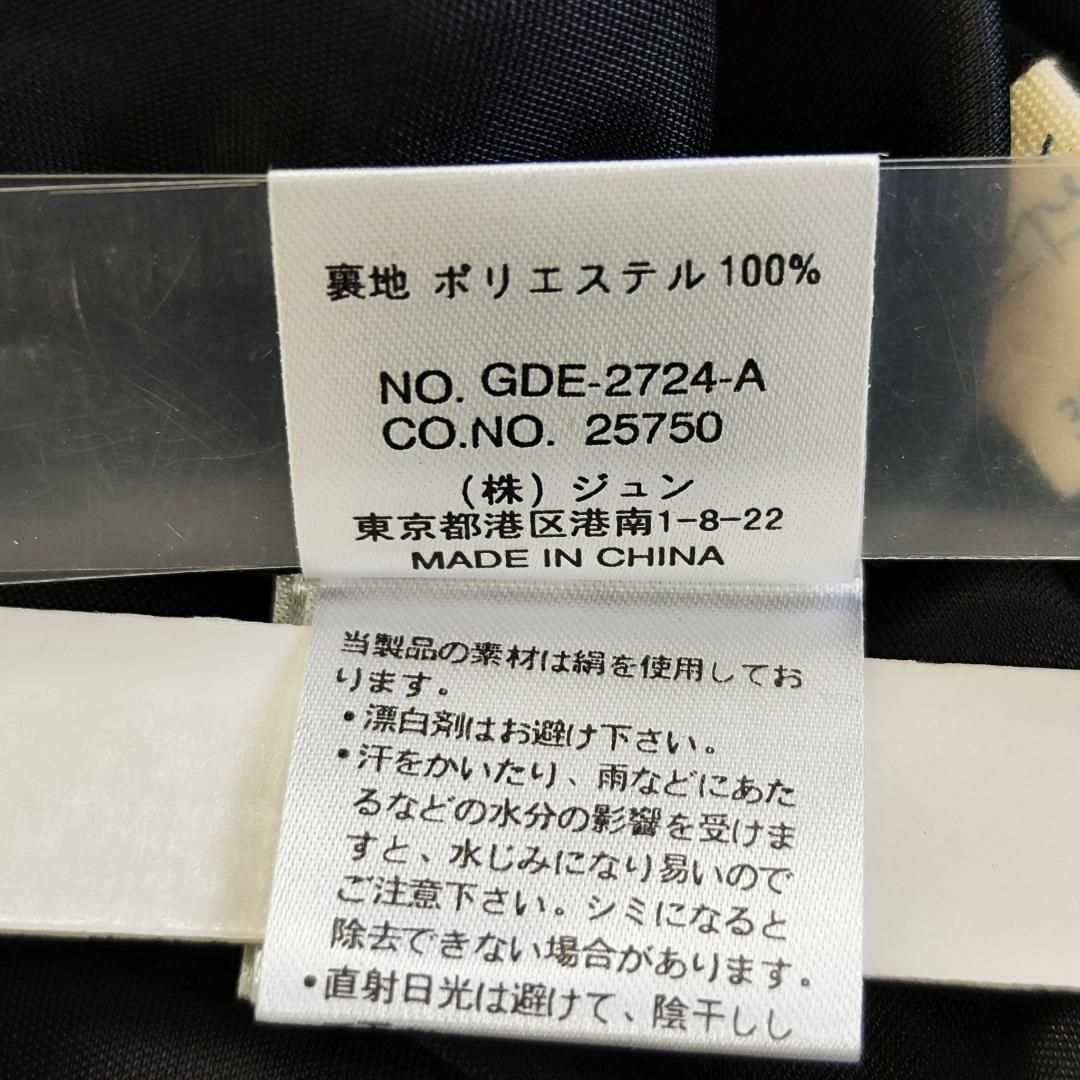 裏地 ポリエステル100%
NO. GDE-2724-A
CO.NO. 25750
(株) ジュン
東京都港区港南1-8-22
MADE IN CHINA
当製品の素材は絹を使用してお
ります。
・漂白剤はお避け下さい。
・汗をかいたり、雨などにあた
るなどの水分の影響を受けま
すと、水じみになり易いので
ご注意下さい。シミになると
除去できない場合があります。
・直射日光は避けて、陰干しし